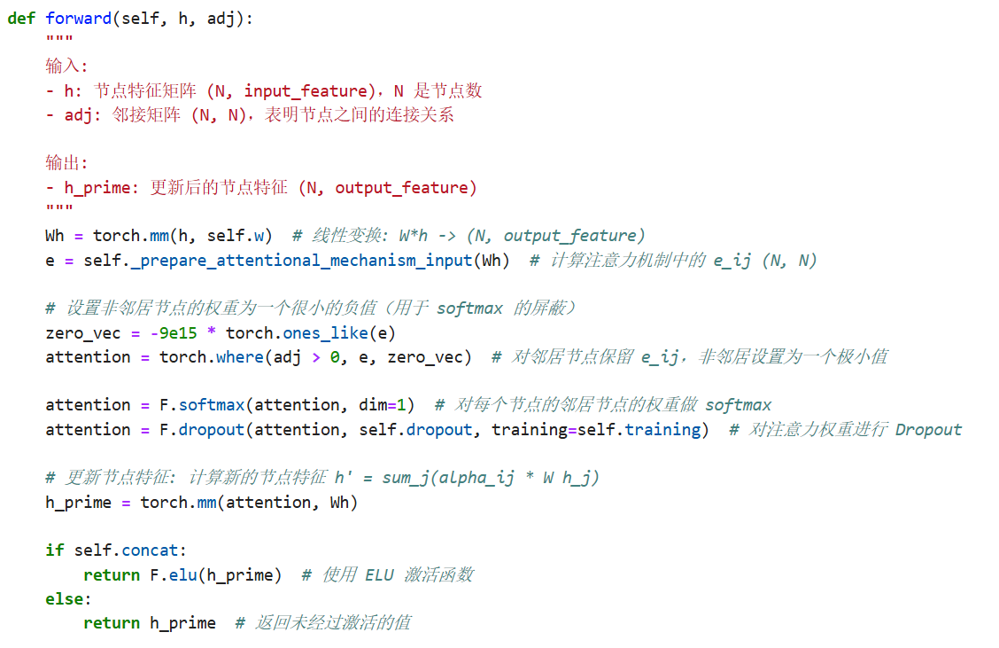 def forward(self, h, adj):
    """
    输入:
    - h: 节点特征矩阵 (N, input_feature)，N 是节点数
    - adj: 邻接矩阵 (N, N)，表明节点之间的连接关系

    输出:
    - h_prime: 更新后的节点特征 (N, output_feature)
    """
    Wh = torch.mm(h, self.w)  # 线性变换: W*h -> (N, output_feature)
    e = self._prepare_attentional_mechanism_input(Wh)  # 计算注意力机制中的 e_ij (N, N)

    # 设置非邻居节点的权重为一个很小的负值（用于 softmax 的屏蔽）
    zero_vec = -9e15 * torch.ones_like(e)
    attention = torch.where(adj > 0, e, zero_vec)  # 对邻居节点保留 e_ij，非邻居设置为一个极小值

    attention = F.softmax(attention, dim=1)  # 对每个节点的邻居节点的权重做 softmax
    attention = F.dropout(attention, self.dropout, training=self.training)  # 对注意力权重进行 Dropout

    # 更新节点特征: 计算新的节点特征 h' = sum_j(alpha_ij * W h_j)
    h_prime = torch.mm(attention, Wh)

    if self.concat:
        return F.elu(h_prime)  # 使用 ELU 激活函数
    else:
        return h_prime  # 返回未经过激活的值